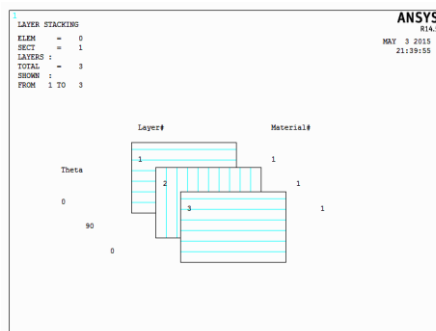 1
LAYER STACKING
ANSYS
ELEM = 0
SECT = 1
LAYERS :
TOTAL = 3
SHOWN :
FROM 1 TO 3
MAY 3 2015
21:39:55
Layer# Material#
1 1
Theta 2 1
0 3 1
90
0